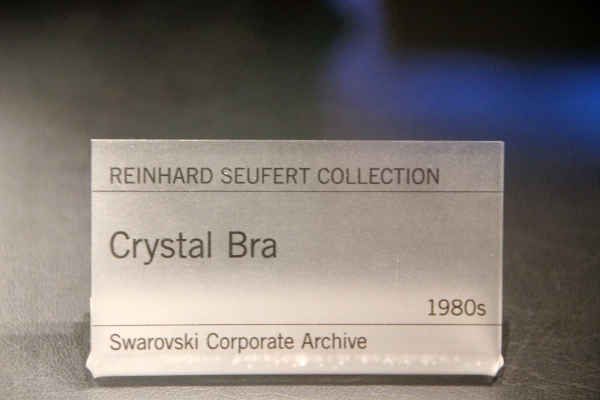 REINHARD SEUFERT COLLECTION
Crystal Bra
1980s
Swarovski Corporate Archive